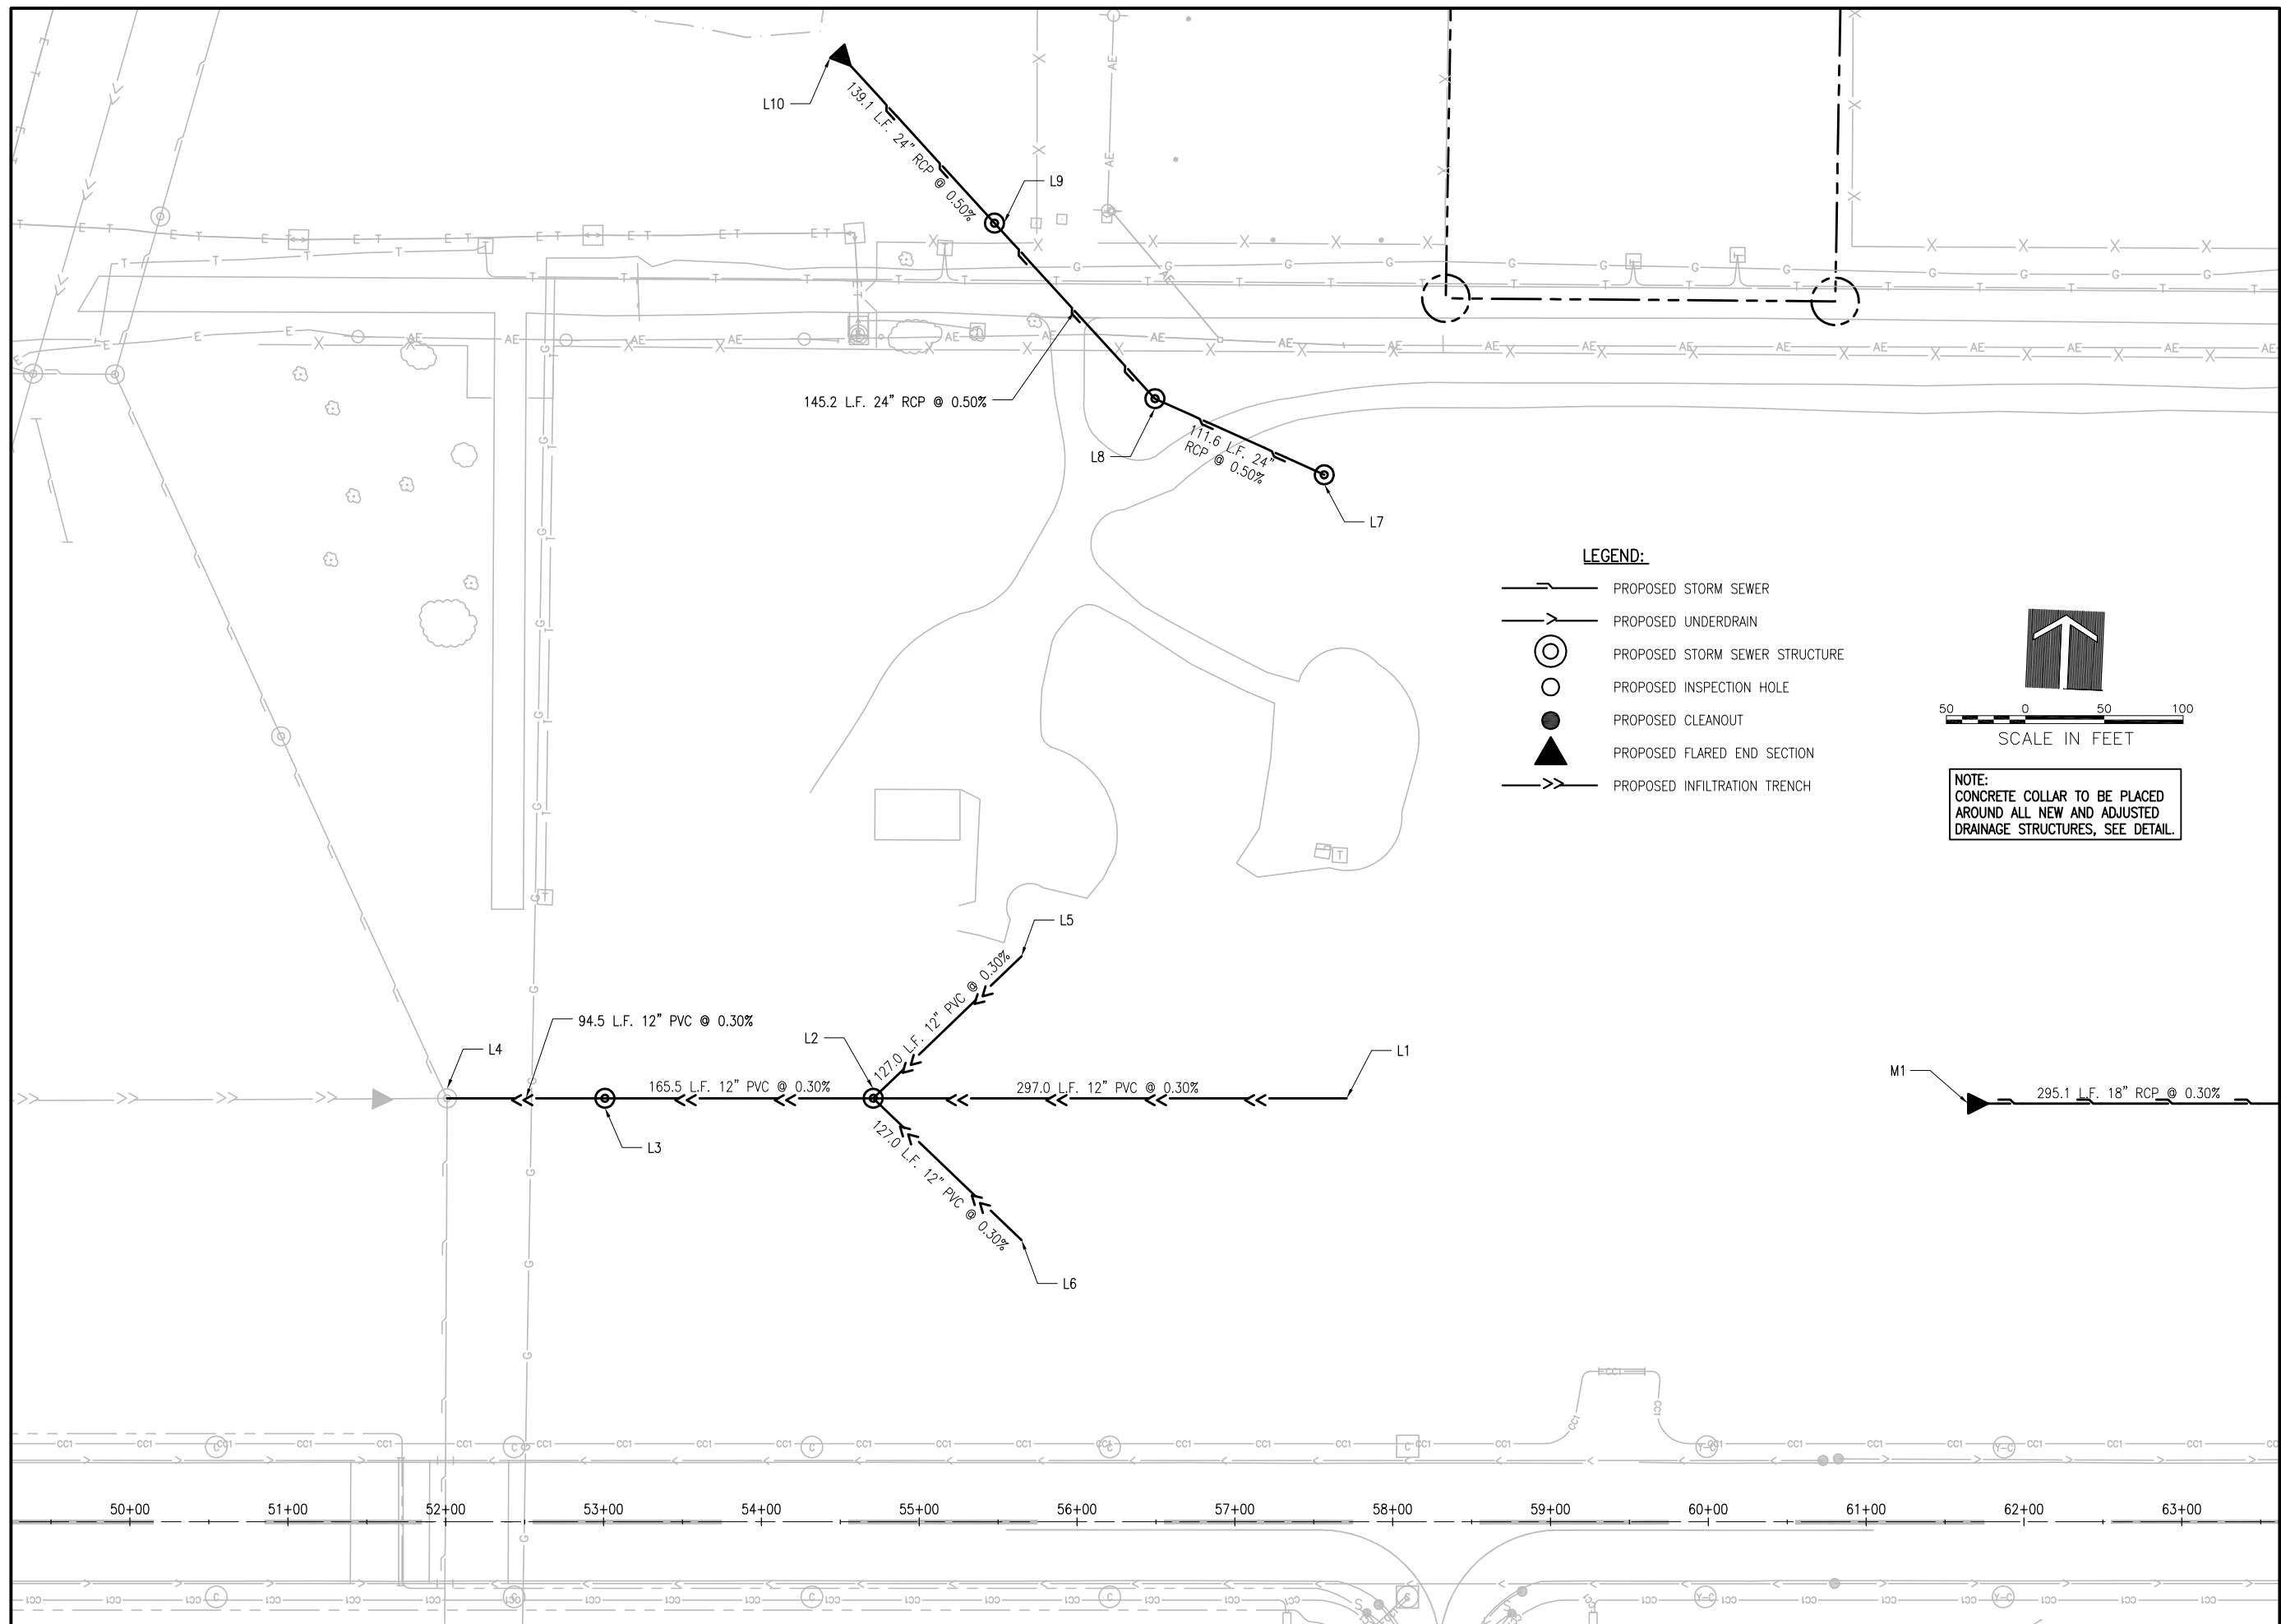 L10
139.1 L.F. 24" RCP @ 0.50%
L9
145.2 L.F. 24" RCP @ 0.50%
L8
111.6 L.F. 24"
RCP @ 0.50%
L7
LEGEND:
PROPOSED STORM SEWER
PROPOSED UNDERDRAIN
PROPOSED STORM SEWER STRUCTURE
PROPOSED INSPECTION HOLE
PROPOSED CLEANOUT
PROPOSED FLARED END SECTION
PROPOSED INFILTRATION TRENCH
50 0 50 100
SCALE IN FEET
NOTE:
CONCRETE COLLAR TO BE PLACED
AROUND ALL NEW AND ADJUSTED
DRAINAGE STRUCTURES, SEE DETAIL.
L5
127.0 L.F. 12" PVC @ 0.30%
94.5 L.F. 12" PVC @ 0.30%
L4
L2
L1
165.5 L.F. 12" PVC @ 0.30%
297.0 L.F. 12" PVC @ 0.30%
L3
M1
295.1 L.F. 18" RCP @ 0.30%
127.0 L.F. 12" PVC @ 0.30%
L6
50+00 51+00 52+00 53+00 54+00 55+00 56+00 57+00 58+00 59+00 60+00 61+00 62+00 63+00